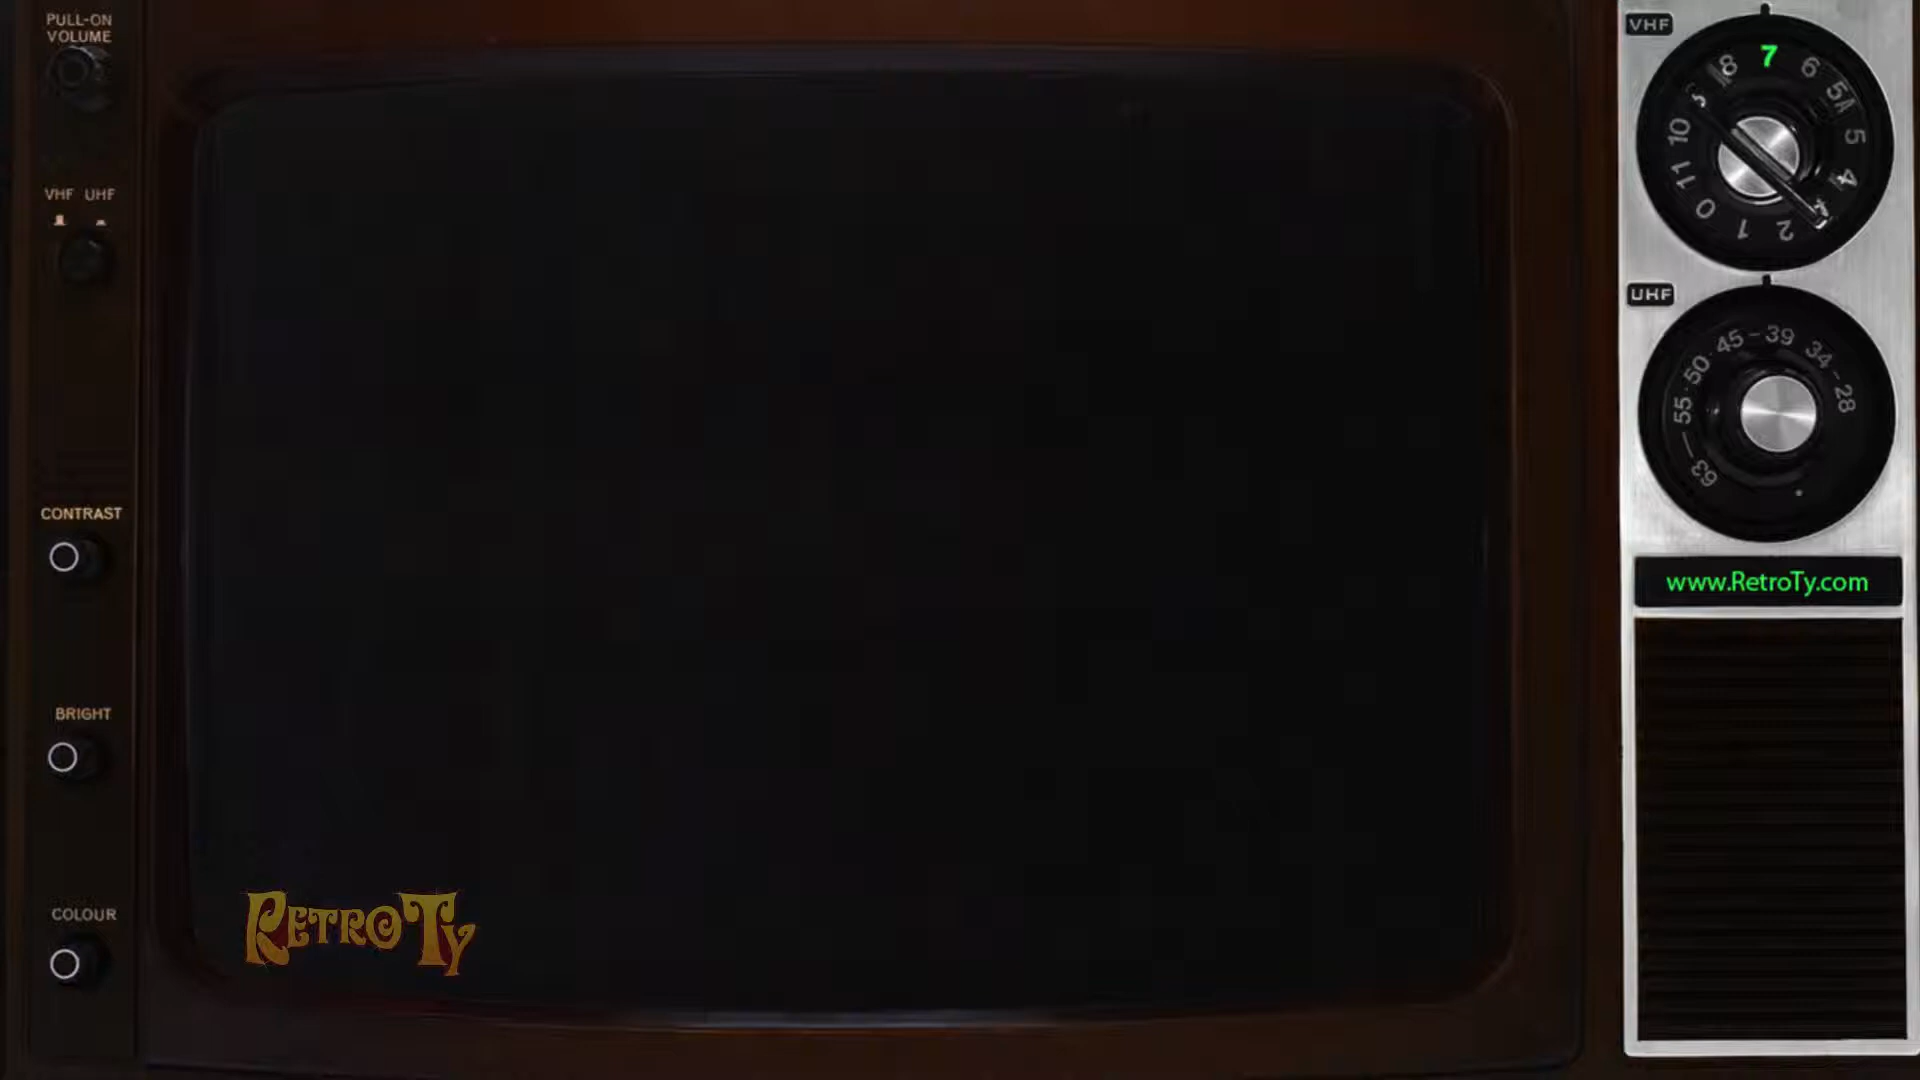 PULL-ON
VOLUME
VHF UHF
CONTRAST
BRIGHT
COLOUR
RETROTY
VHF
7
6
5A
5
4
2
1
0
11
10
8
UHF
63 55 50 45 39 34 28
www.RetroTy.com